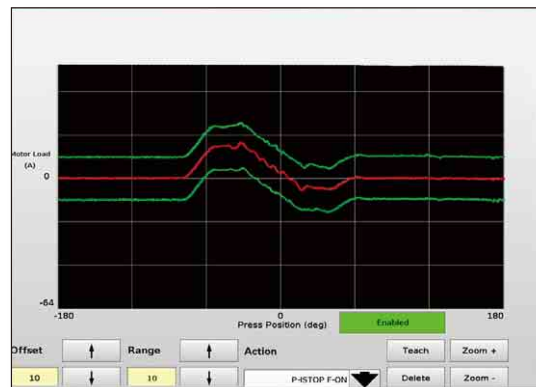 Motor Load
(A)
0
-64
-180
0
180
Press Position (deg)
Enabled
Offset
Range
Action
Teach
Zoom +
10
10
P-ISTOP F-ON
Delete
Zoom -